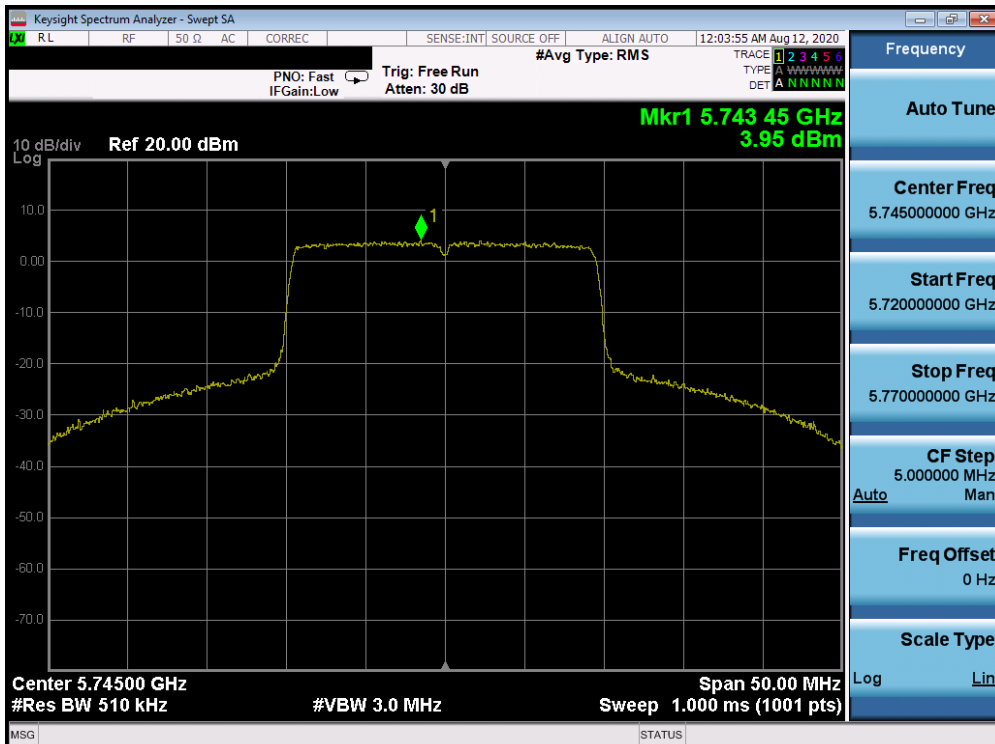 Keysight Spectrum Analyzer - Swept SA
LXI RL RF 50 Ω AC CORREC SENSE:INT SOURCE OFF ALIGN AUTO 12:03:55 AM Aug 12, 2020
#Avg Type: RMS TRACE 1 2 3 4 5 6
PNO: Fast Trig: Free Run TYPE A WWWWW
IFGain:Low Atten: 30 dB DET A N N N N N
Mkr1 5.743 45 GHz
3.95 dBm
10 dB/div Ref 20.00 dBm
Log
10.0
1
0.00
-10.0
-20.0
-30.0
-40.0
-50.0
-60.0
-70.0
Center 5.74500 GHz Span 50.00 MHz
#Res BW 510 kHz #VBW 3.0 MHz Sweep 1.000 ms (1001 pts)
MSG STATUS
Frequency
Auto Tune
Center Freq
5.745000000 GHz
Start Freq
5.720000000 GHz
Stop Freq
5.770000000 GHz
CF Step
5.000000 MHz
Auto Man
Freq Offset
0 Hz
Scale Type
Log Lin